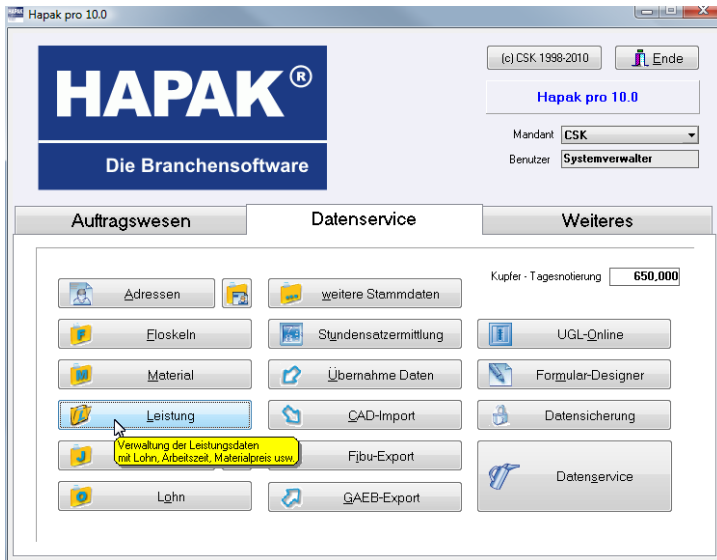 Hapak pro 10.0
HAPAK®
Die Branchensoftware
(c) CSK 1998-2010
Ende
Hapak pro 10.0
Mandant CSK
Benutzer Systemverwalter
Auftragswesen
Datenservice
Weiteres
Kupfer - Tagesnotierung 650,000
Adressen
weitere Stammdaten
Floskeln
Stundensatzermittlung
UGL-Online
Material
Übernahme Daten
Formular-Designer
Leistung
CAD-Import
Datensicherung
Verwaltung der Leistungsdaten
mit Lohn, Arbeitszeit, Materialpreis usw.
Fibu-Export
Datenservice
Lohn
GAEB-Export